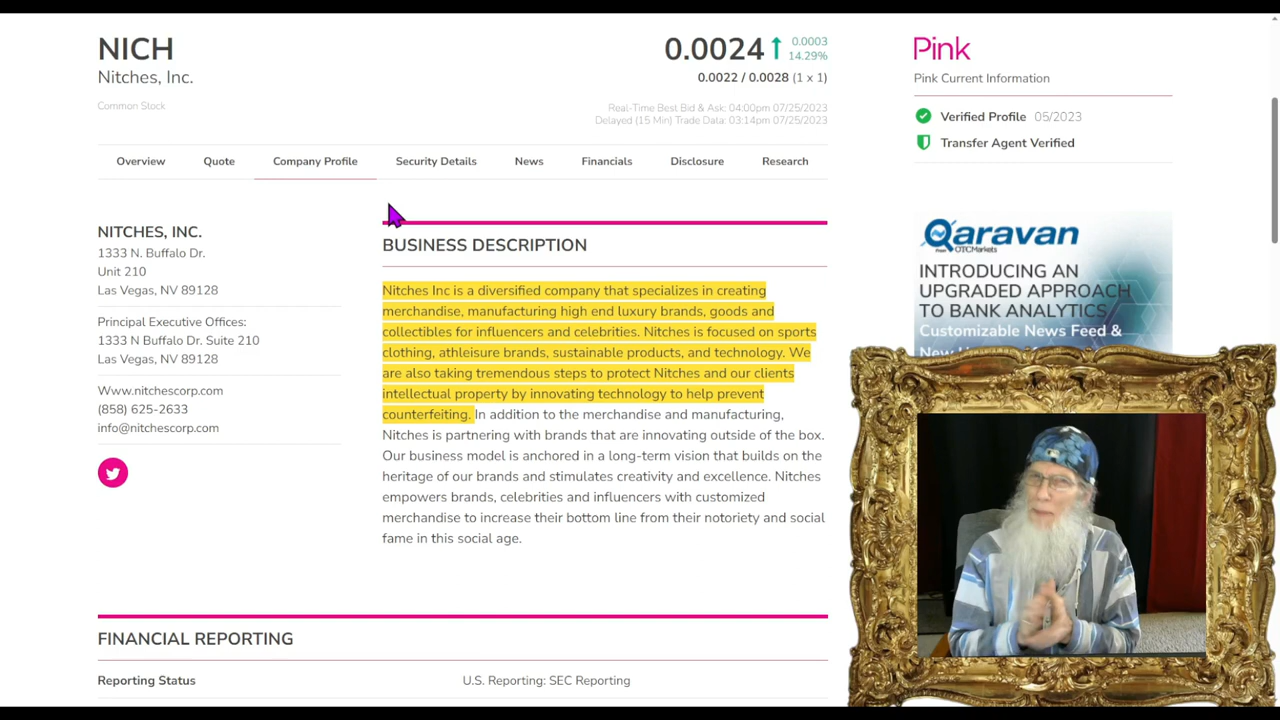 NICH
Nitches, Inc.
Common Stock
0.0024
0.0003
14.29%
0.0022 / 0.0028 (1 x 1)
Real-Time Best Bid & Ask: 04:00pm 07/25/2023
Delayed (15 Min) Trade Data: 03:14pm 07/25/2023
Pink
Pink Current Information
Verified Profile 05/2023
Transfer Agent Verified
Overview Quote Company Profile Security Details News Financials Disclosure Research
NITCHES, INC.
1333 N. Buffalo Dr.
Unit 210
Las Vegas, NV 89128
Principal Executive Offices:
1333 N Buffalo Dr. Suite 210
Las Vegas, NV 89128
Www.nitchescorp.com
(858) 625-2633
info@nitchescorp.com
BUSINESS DESCRIPTION
Nitches Inc is a diversified company that specializes in creating
merchandise, manufacturing high end luxury brands, goods and
collectibles for influencers and celebrities. Nitches is focused on sports
clothing, athleisure brands, sustainable products, and technology. We
are also taking tremendous steps to protect Nitches and our clients
intellectual property by innovating technology to help prevent
counterfeiting. In addition to the merchandise and manufacturing,
Nitches is partnering with brands that are innovating outside of the box.
Our business model is anchored in a long-term vision that builds on the
heritage of our brands and stimulates creativity and excellence. Nitches
empowers brands, celebrities and influencers with customized
merchandise to increase their bottom line from their notoriety and social
fame in this social age.
Qaravan
from OTCMarkets
INTRODUCING AN
UPGRADED APPROACH
TO BANK ANALYTICS
Customizable News Feed &
FINANCIAL REPORTING
Reporting Status U.S. Reporting: SEC Reporting